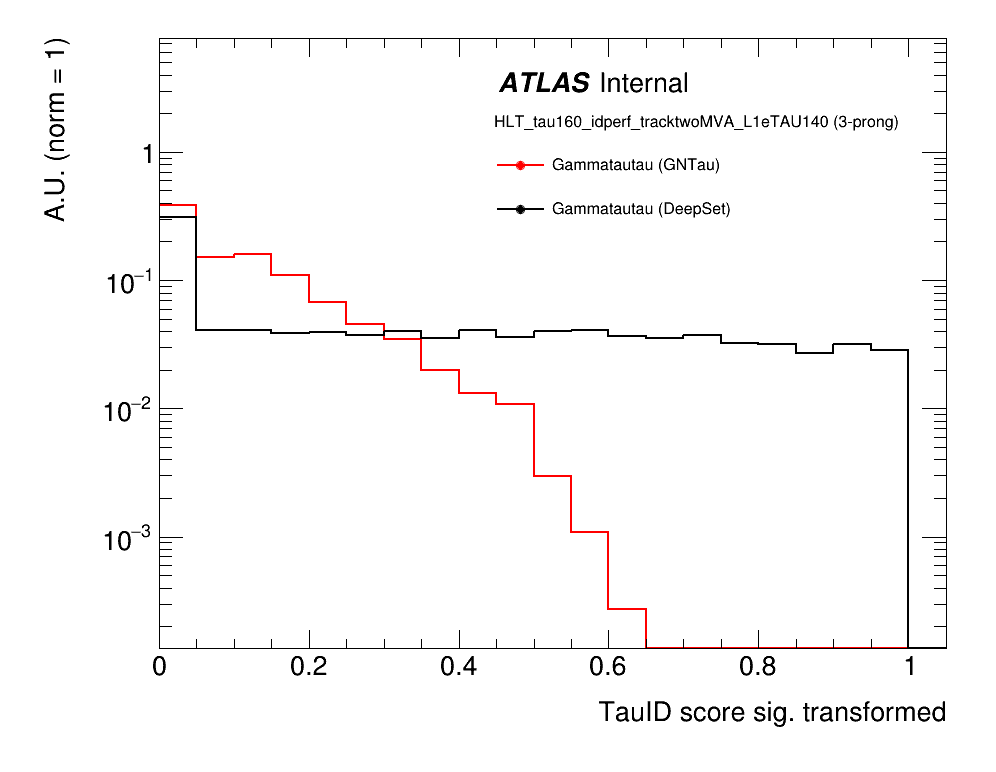 A.U. (norm = 1)
ATLAS Internal
HLT_tau160_idperf_tracktwoMVA_L1eTAU140 (3-prong)
Gammatautau (GNTau)
Gammatautau (DeepSet)
1
10⁻¹
10⁻²
10⁻³
0 0.2 0.4 0.6 0.8 1
TauID score sig. transformed